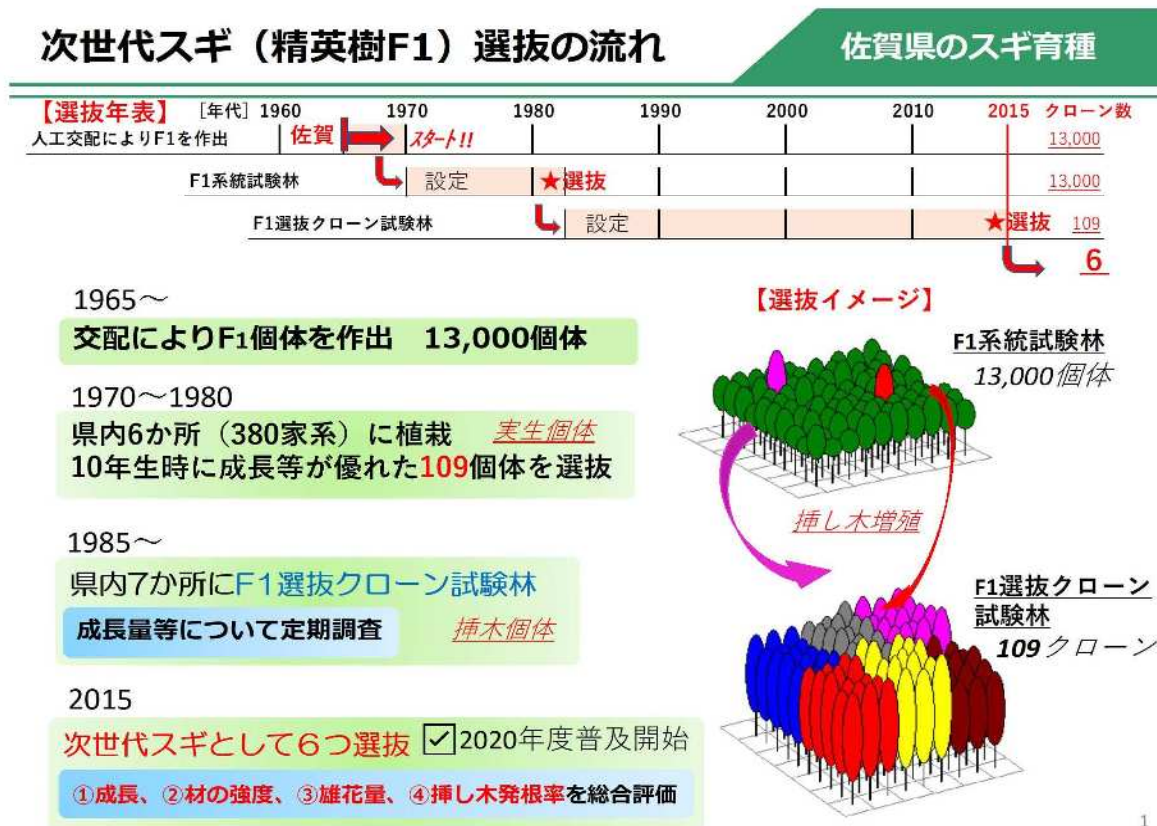 次世代スギ（精英樹F1）選抜の流れ
佐賀県のスギ育種
【選抜年表】 ［年代］ 1960 1970 1980 1990 2000 2010 2015 クローン数
人工交配によりF1を作出 佐賀 スタート!! 13,000
F1系統試験林 設定 ★選抜 13,000
F1選抜クローン試験林 設定 ★選抜 109
6
1965～
交配によりF1個体を作出 13,000個体
1970～1980
県内6か所（380家系）に植栽 実生個体
10年生時に成長等が優れた109個体を選抜
1985～
県内7か所にF1選抜クローン試験林
成長量等について定期調査 挿木個体
2015
次世代スギとして６つ選抜 ☑2020年度普及開始
①成長、②材の強度、③雄花量、④挿し木発根率を総合評価
【選抜イメージ】
F1系統試験林
13,000個体
挿し木増殖
F1選抜クローン
試験林
109クローン
1